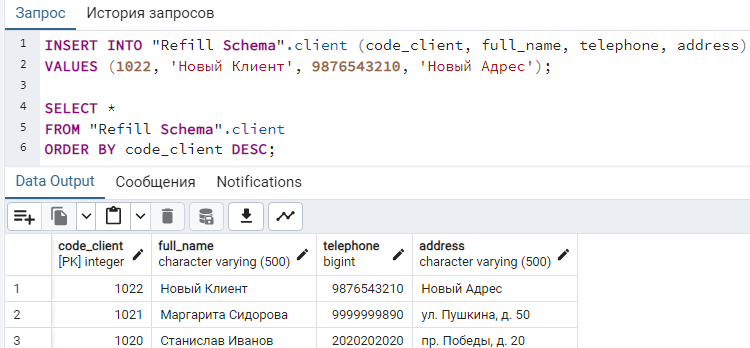 Запрос История запросов
1 INSERT INTO "Refill Schema".client (code_client, full_name, telephone, address)
2 VALUES (1022, 'Новый Клиент', 9876543210, 'Новый Адрес');
3
4 SELECT *
5 FROM "Refill Schema".client
6 ORDER BY code_client DESC;
Data Output Сообщения Notifications
code_client full_name telephone address
[PK] integer character varying (500) bigint character varying (500)
1 1022 Новый Клиент 9876543210 Новый Адрес
2 1021 Маргарита Сидорова 9999999890 ул. Пушкина, д. 50
3 1020 Станислав Иванов 2020202020 пр. Победы, д. 20